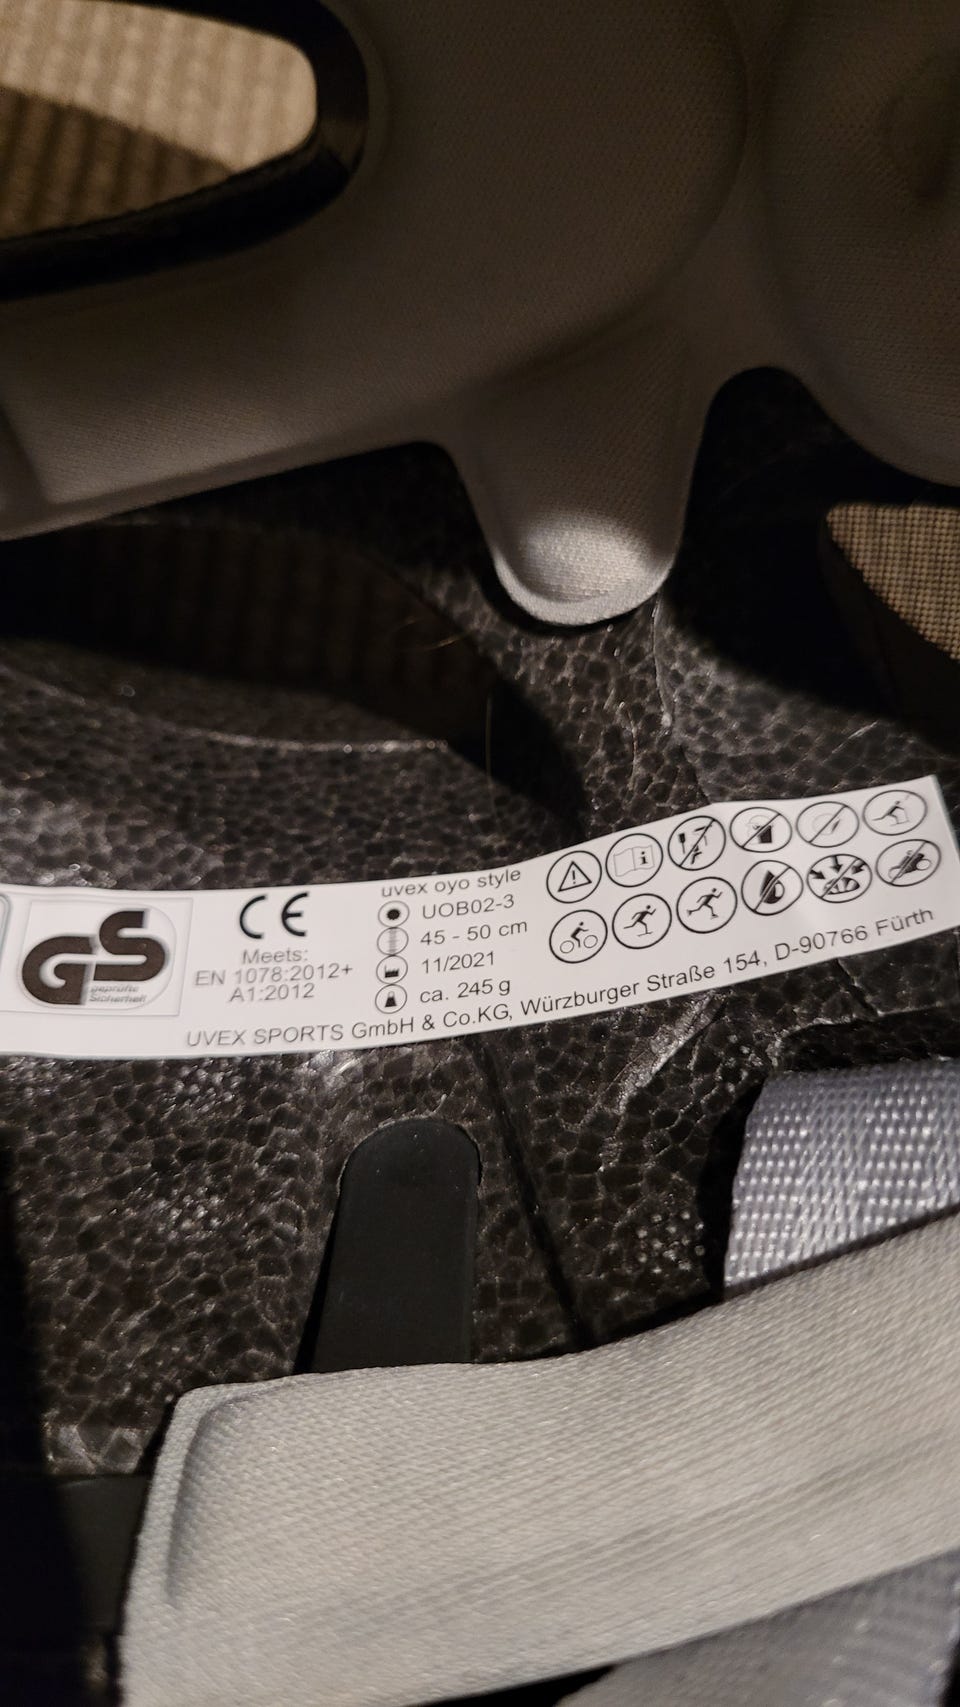 GS
geprüfte
Sicherheit
CE
Meets:
EN 1078:2012+
A1:2012
uvex oyo style
UOB02-3
45 - 50 cm
11/2021
ca. 245 g
i
UVEX SPORTS GmbH & Co.KG, Würzburger Straße 154, D-90766 Fürth